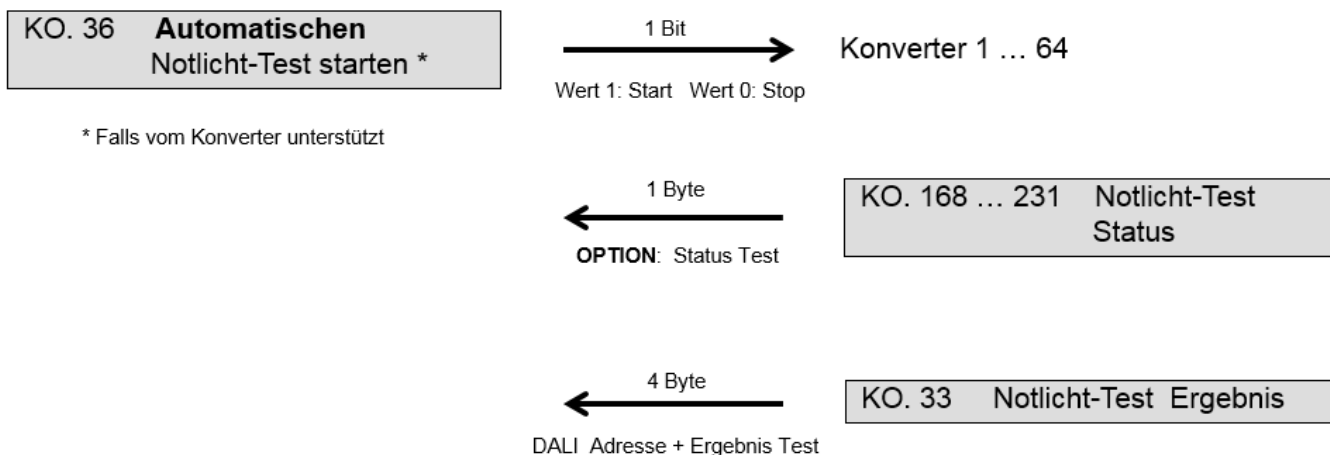 KO. 36 Automatischen
Notlicht-Test starten *
1 Bit
Konverter 1 … 64
Wert 1: Start Wert 0: Stop
* Falls vom Konverter unterstützt
1 Byte
KO. 168 … 231 Notlicht-Test
Status
OPTION: Status Test
4 Byte
KO. 33 Notlicht-Test Ergebnis
DALI Adresse + Ergebnis Test